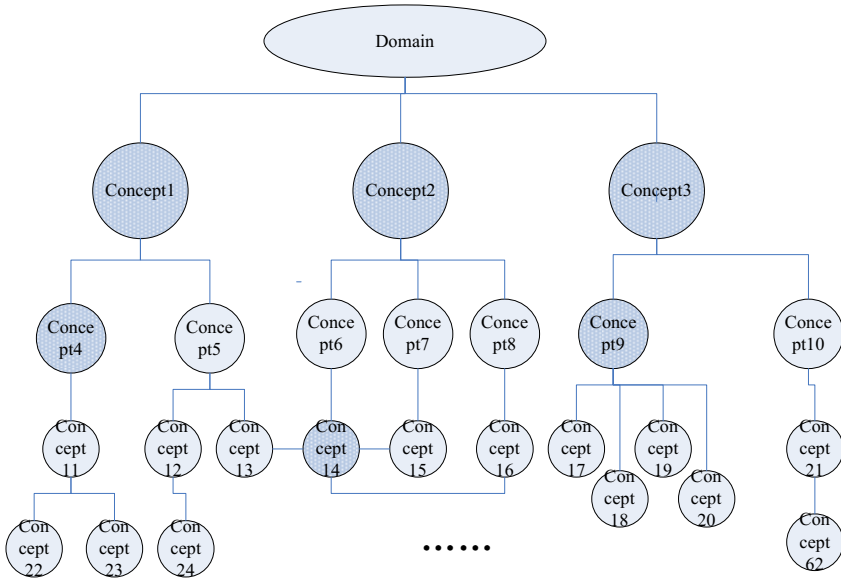 Domain
Concept1
Concept2
Concept3
Conce
pt4
Conce
pt5
Conce
pt6
Conce
pt7
Conce
pt8
Conce
pt9
Conce
pt10
Con
cept
11
Con
cept
12
Con
cept
13
Con
cept
14
Con
cept
15
Con
cept
16
Con
cept
17
Con
cept
18
Con
cept
19
Con
cept
20
Con
cept
21
Con
cept
22
Con
cept
23
Con
cept
24
......
Con
cept
62